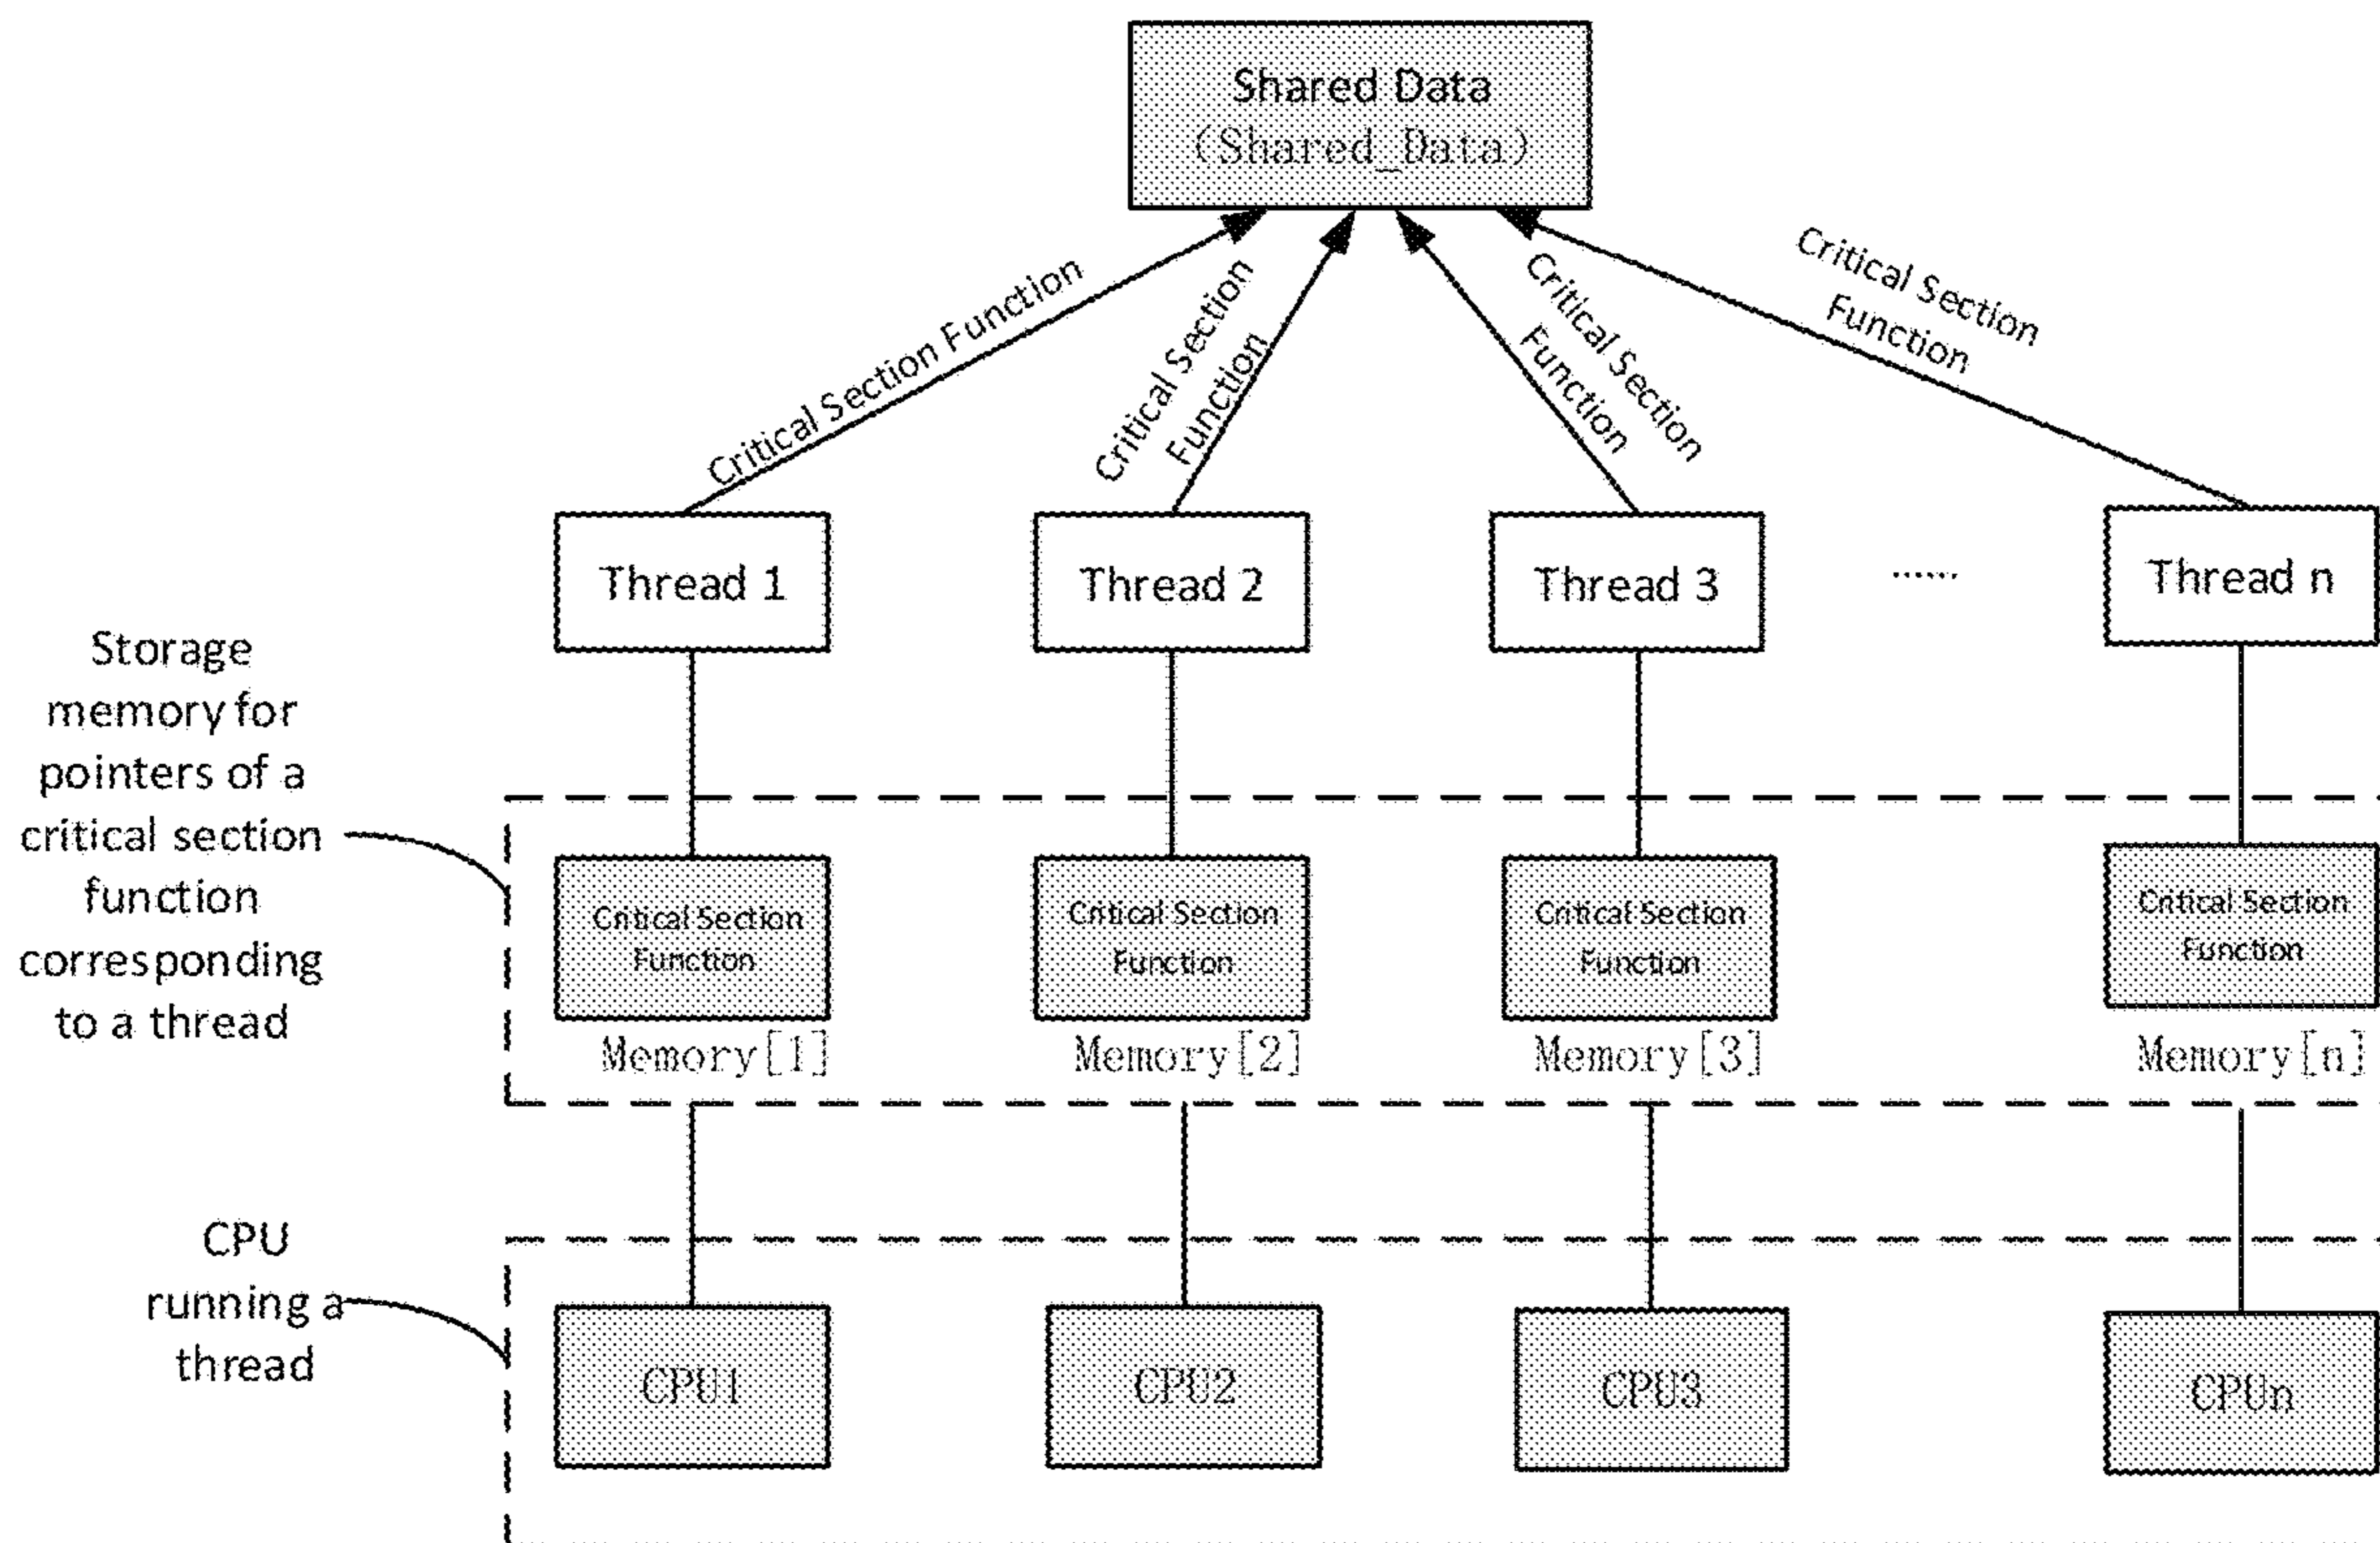 Shared Data
(Shared_Data)
Critical Section Function
Critical Section
Function
Critical Section
Function
Critical Section
Function
Thread 1
Thread 2
Thread 3
......
Thread n
Storage
memory for
pointers of a
critical section
function
corresponding
to a thread
Critical Section
Function
Memory[1]
Critical Section
Function
Memory[2]
Critical Section
Function
Memory[3]
Critical Section
Function
Memory[n]
CPU
running a
thread
CPU1
CPU2
CPU3
CPUn